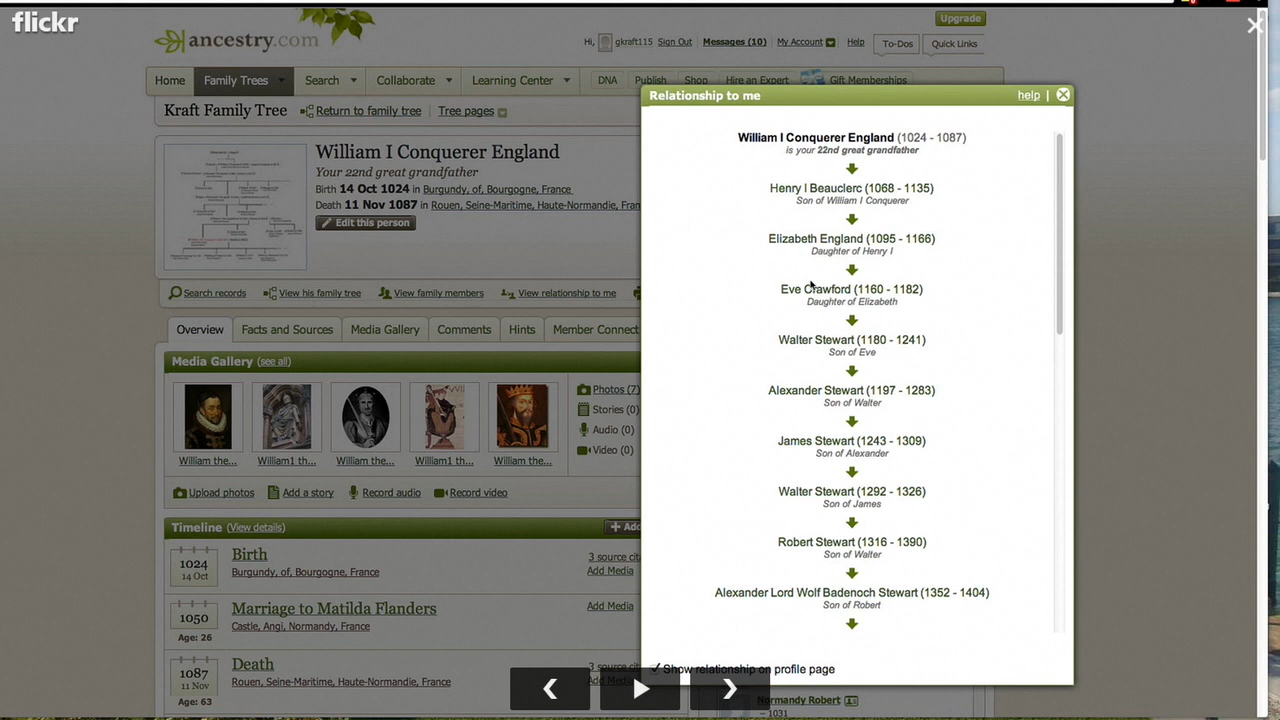 flickr
ancestry.com
Upgrade
Hi, gkraft115 Sign Out Messages (10) My Account Help To-Dos Quick Links
Home Family Trees Search Collaborate Learning Center DNA Publish Shop Hire an Expert Gift Memberships
Kraft Family Tree Return to family tree Tree pages
William I Conquerer England
Your 22nd great grandfather
Birth 14 Oct 1024 in Burgundy, of, Bourgogne, France
Death 11 Nov 1087 in Rouen, Seine-Maritime, Haute-Normandie, Fran
Edit this person
Search records View his family tree View family members View relationship to me
Overview Facts and Sources Media Gallery Comments Hints Member Connect
Media Gallery (see all)
Photos (7)
Stories (0)
Audio (0)
Video (0)
William the... William1 th... William the... William1 th... William the...
Upload photos Add a story Record audio Record video
Timeline (View details) + Add
1024
14 Oct
Birth
Burgundy, of, Bourgogne, France
3 source cit
Add Media
1050
Age: 26
Marriage to Matilda Flanders
Castle, Angi, Normandy, France
Add Media
1087
11 Nov
Age: 63
Death
Rouen, Seine-Maritime, Haute-Normandie, France
3 source cit
Add Me
Relationship to me help |
William I Conquerer England (1024 - 1087)
is your 22nd great grandfather
Henry I Beauclerc (1068 - 1135)
Son of William I Conquerer
Elizabeth England (1095 - 1166)
Daughter of Henry I
Eve Crawford (1160 - 1182)
Daughter of Elizabeth
Walter Stewart (1180 - 1241)
Son of Eve
Alexander Stewart (1197 - 1283)
Son of Walter
James Stewart (1243 - 1309)
Son of Alexander
Walter Stewart (1292 - 1326)
Son of James
Robert Stewart (1316 - 1390)
Son of Walter
Alexander Lord Wolf Badenoch Stewart (1352 - 1404)
Son of Robert
Show relationship on profile page
Normandy Robert
– 1031